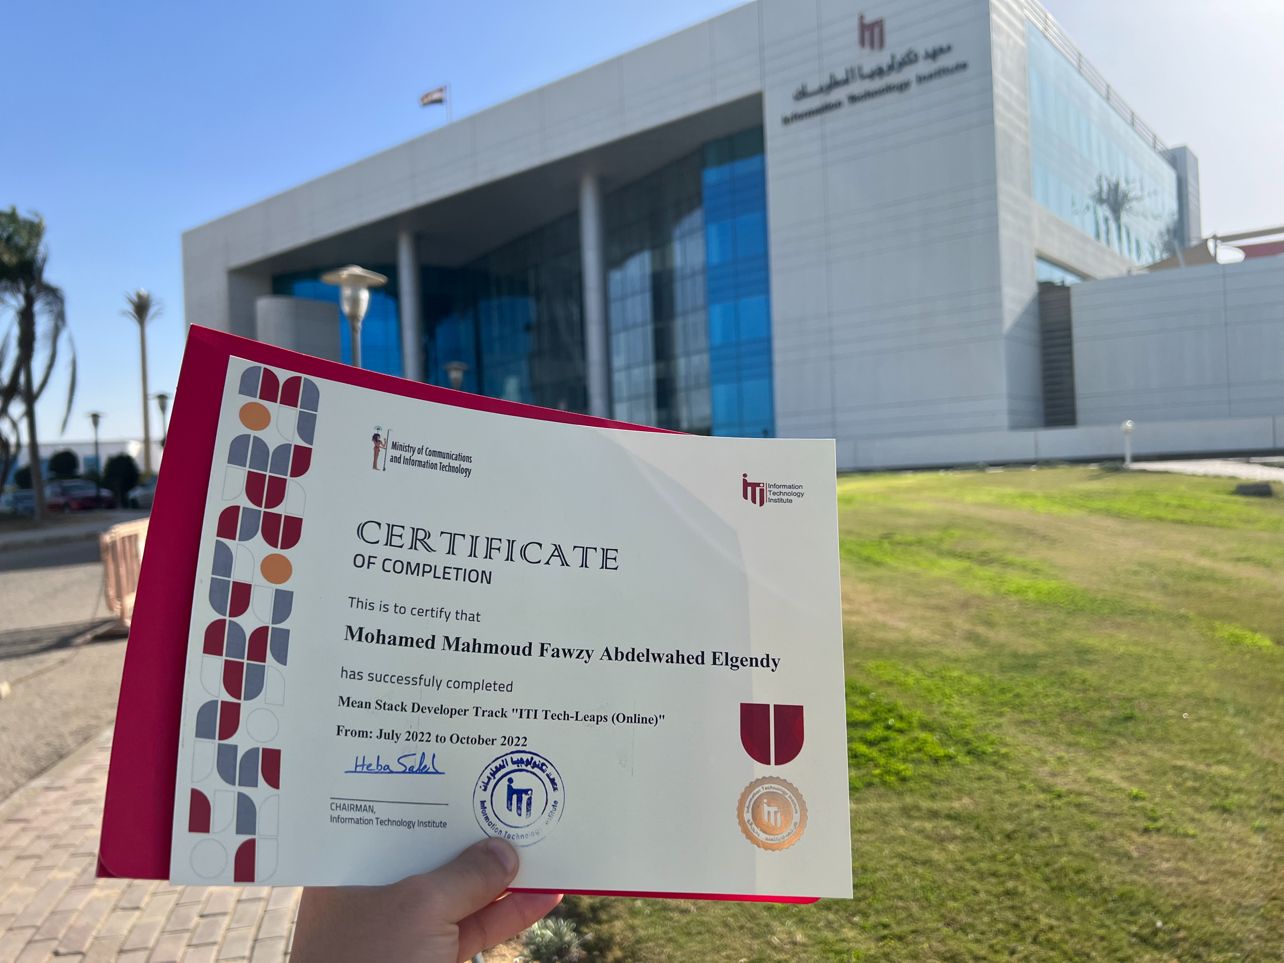 معهد تكنولوجيا المعلومات
Information Technology Institute
Ministry of Communications
and Information Technology
iTi
Information
Technology
Institute
CERTIFICATE
OF COMPLETION
This is to certify that
Mohamed Mahmoud Fawzy Abdelwahed Elgendy
has successfuly completed
Mean Stack Developer Track "ITI Tech-Leaps (Online)"
From: July 2022 to October 2022
Heba Saleh
CHAIRMAN,
Information Technology Institute
معهد تكنولوجيا المعلومات
iTi
Information Technology Institute
Information Technology Institute
iTi